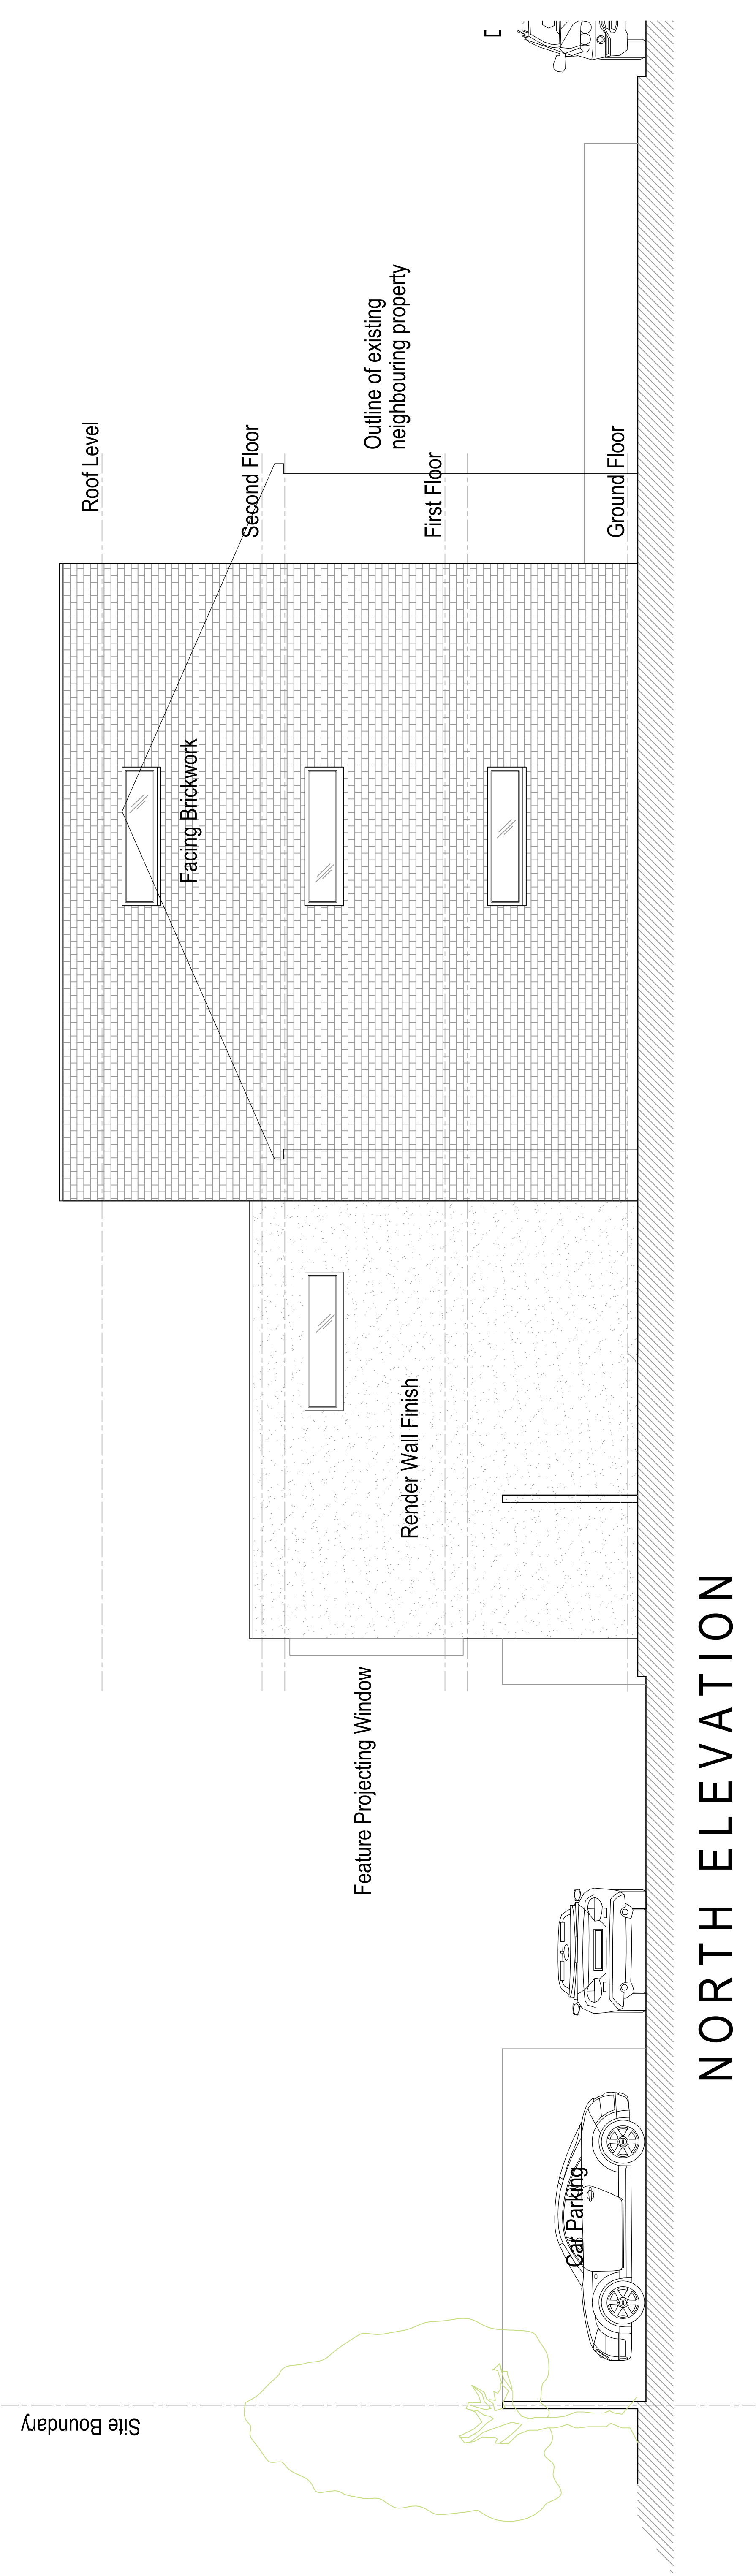 Site Boundary
Roof Level
Second Floor
Outline of existing
neighbouring property
First Floor
Ground Floor
Facing Brickwork
Render Wall Finish
Feature Projecting Window
Car Parking
NORTH ELEVATION